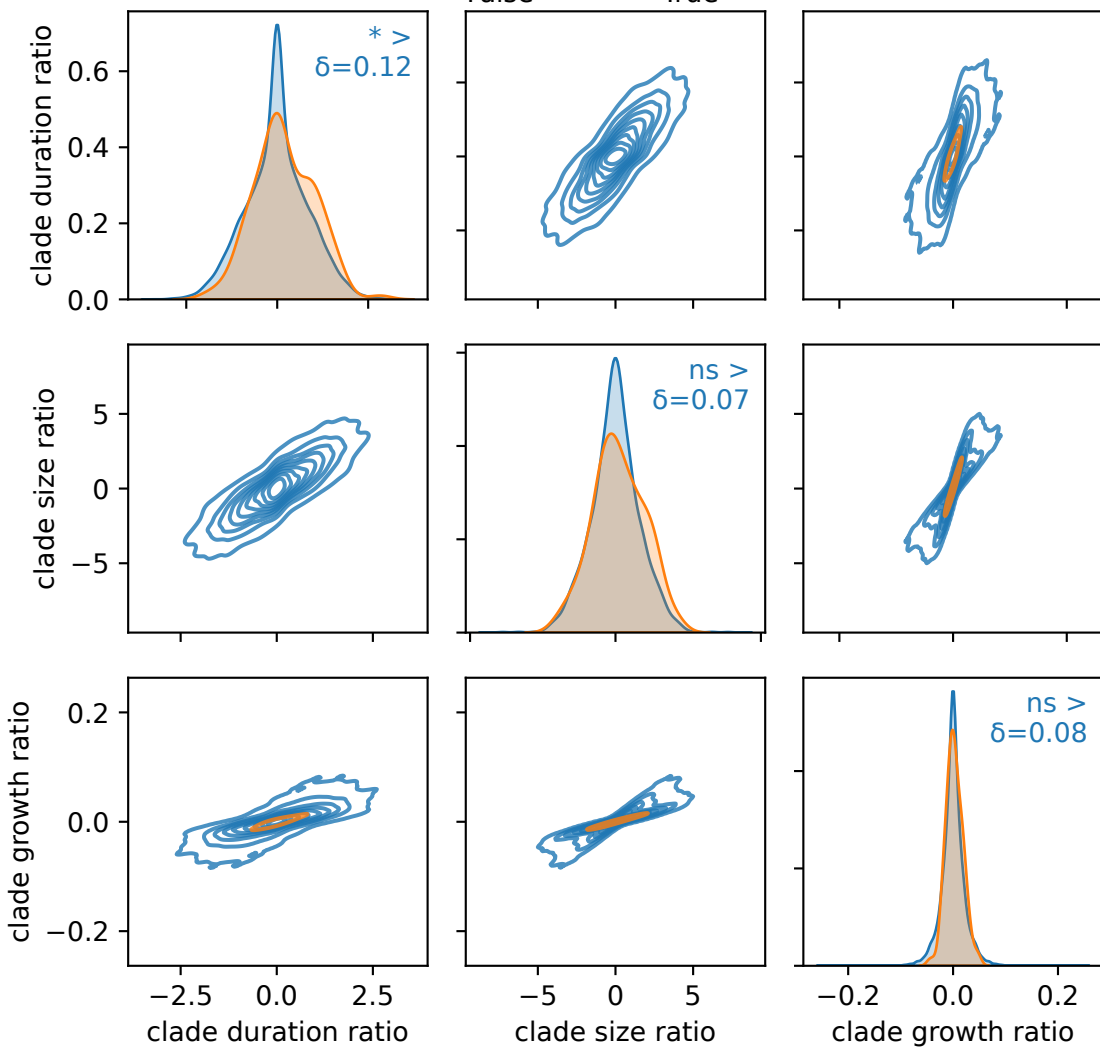 clade duration ratio
0.6
0.4
0.2
0.0
* >
δ=0.12
clade size ratio
5
0
−5
ns >
δ=0.07
clade growth ratio
0.2
0.0
−0.2
ns >
δ=0.08
−2.5 0.0 2.5
−5 0 5
−0.2 0.0 0.2
clade duration ratio
clade size ratio
clade growth ratio